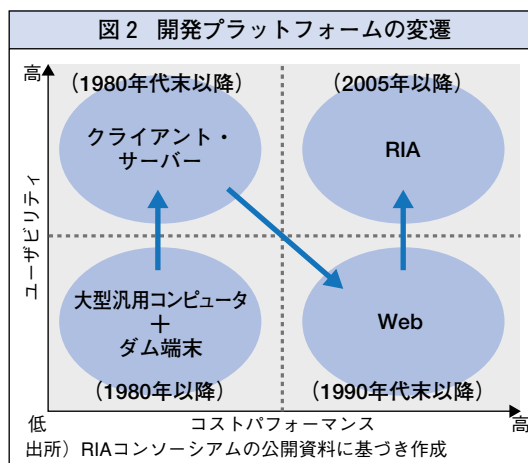 図2 開発プラットフォームの変遷
高
(1980年代末以降)
(2005年以降)
クライアント・
サーバー
RIA
ユーザビリティ
大型汎用コンピュータ
＋
ダム端末
Web
(1980年以降)
(1990年代末以降)
低
コストパフォーマンス
高
出所）RIAコンソーシアムの公開資料に基づき作成